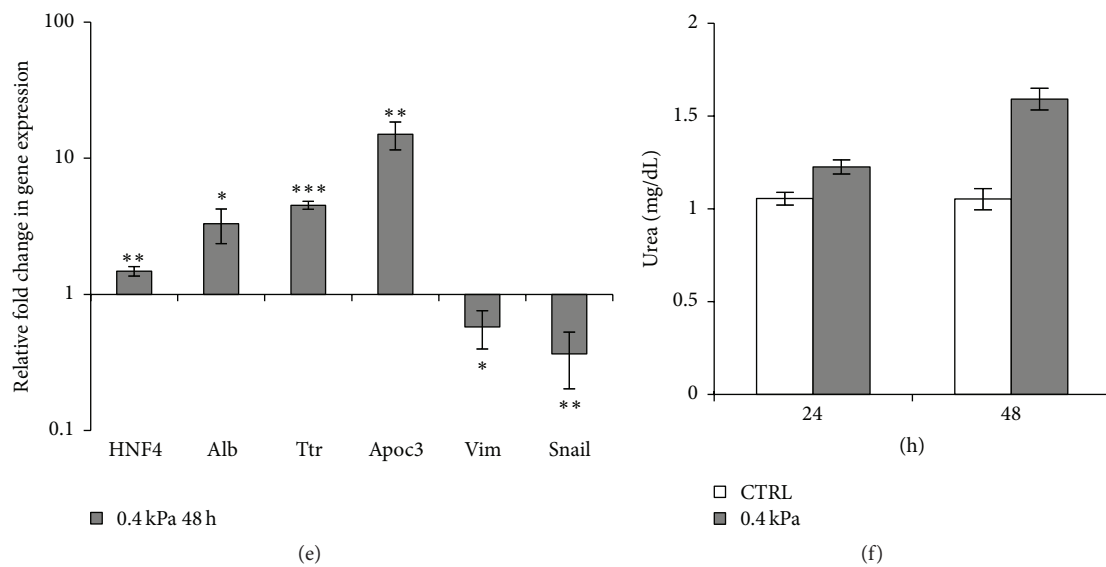 Relative fold change in gene expression
100
10
1
0.1
**
*
***
**
*
**
HNF4 Alb Ttr Apoc3 Vim Snail
0.4 kPa 48 h
(e)
Urea (mg/dL)
2
1.5
1
0.5
0
24 48
(h)
CTRL
0.4 kPa
(f)